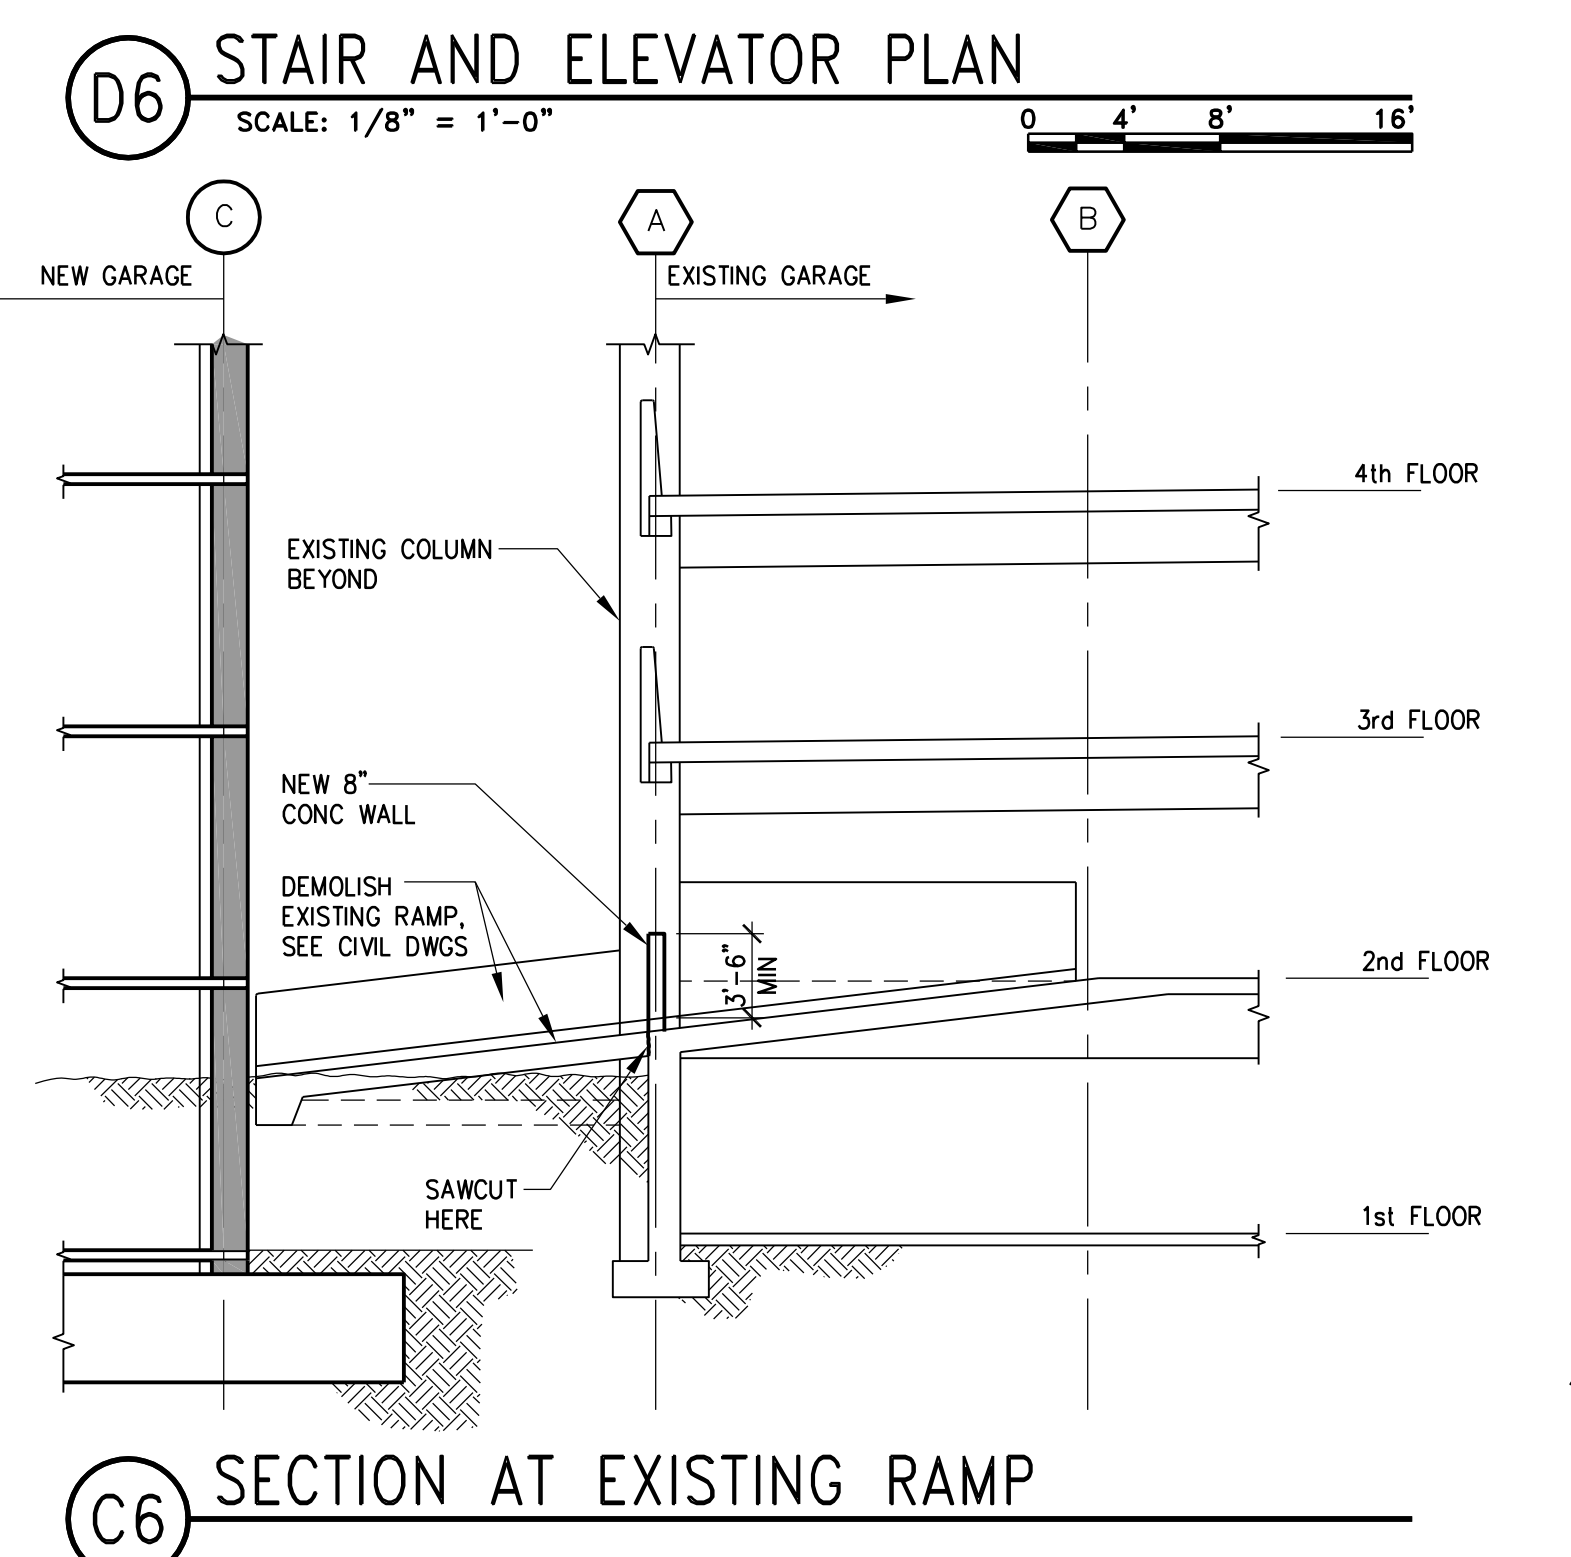 D6
STAIR AND ELEVATOR PLAN
SCALE: 1/8" = 1'-0"
0 4' 8' 16'
C
A
B
NEW GARAGE
EXISTING GARAGE
4th FLOOR
EXISTING COLUMN
BEYOND
3rd FLOOR
NEW 8"
CONC WALL
DEMOLISH
EXISTING RAMP,
SEE CIVIL DWGS
3'-6"
MIN
2nd FLOOR
SAWCUT
HERE
1st FLOOR
C6
SECTION AT EXISTING RAMP